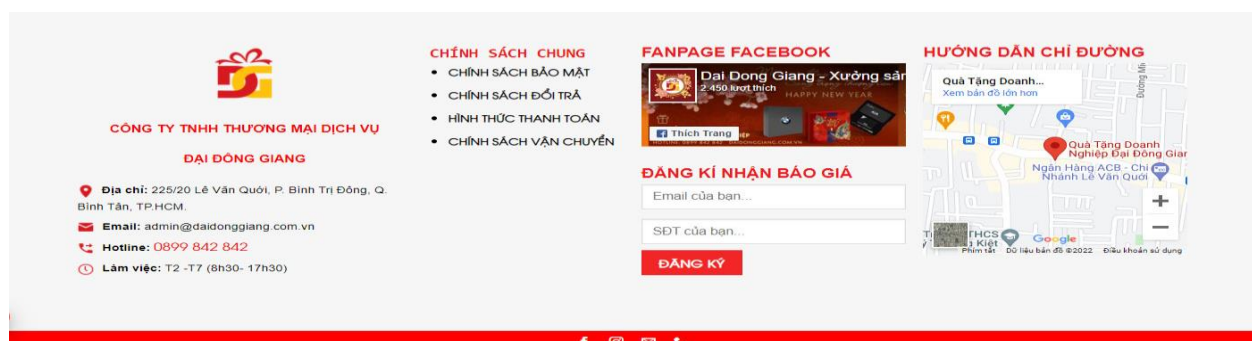 CÔNG TY TNHH THƯƠNG MẠI DỊCH VỤ
ĐẠI ĐÔNG GIANG
Địa chỉ: 225/20 Lê Văn Quới, P. Bình Trị Đông, Q.
Bình Tân, TP.HCM.
Email: admin@daidonggiang.com.vn
Hotline: 0899 842 842
Làm việc: T2 -T7 (8h30- 17h30)
CHÍNH SÁCH CHUNG
CHÍNH SÁCH BẢO MẬT
CHÍNH SÁCH ĐỔI TRẢ
HÌNH THỨC THANH TOÁN
CHÍNH SÁCH VẬN CHUYỂN
FANPAGE FACEBOOK
Dai Dong Giang - Xưởng sản
2.450 lượt thích
HAPPY NEW YEAR
Thích Trang
ĐĂNG KÍ NHẬN BÁO GIÁ
Email của bạn...
SĐT của bạn...
ĐĂNG KÝ
HƯỚNG DẪN CHỈ ĐƯỜNG
Quà Tặng Doanh...
Xem bản đồ lớn hơn
Quà Tặng Doanh
Nghiệp Đại Đông Giang
Ngân Hàng ACB - Chi
Nhánh Lê Văn Quới
THCS
Kiệt
Google
Phím tắt Dữ liệu bản đồ ©2022 Điều khoản sử dụng